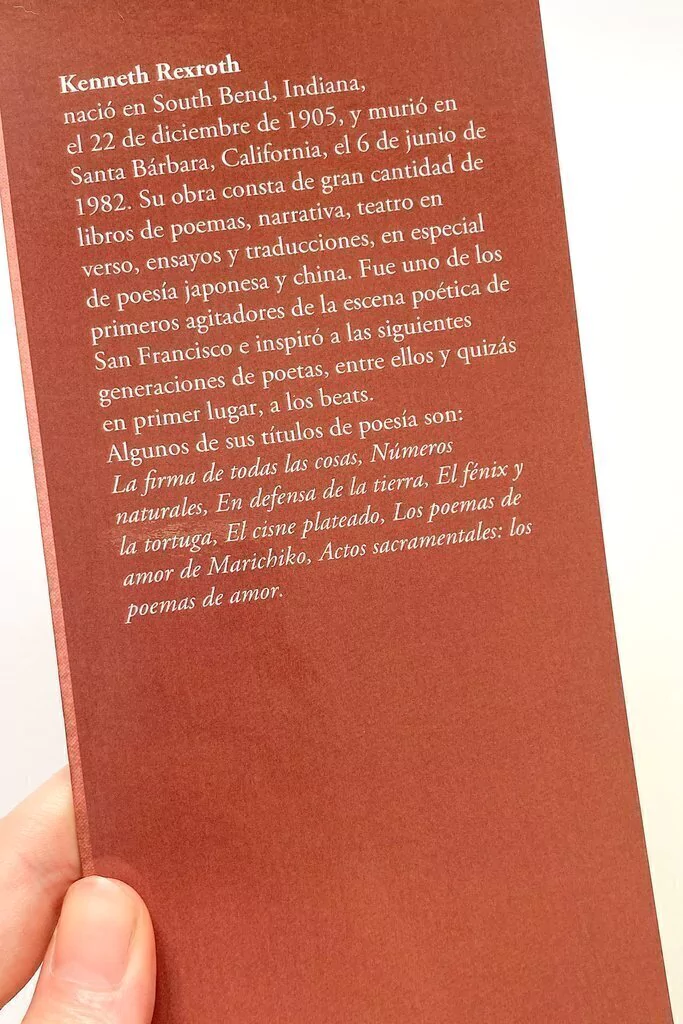 Kenneth Rexroth
nació en South Bend, Indiana,
el 22 de diciembre de 1905, y murió en
Santa Bárbara, California, el 6 de junio de
1982. Su obra consta de gran cantidad de
libros de poemas, narrativa, teatro en
verso, ensayos y traducciones, en especial
de poesía japonesa y china. Fue uno de los
primeros agitadores de la escena poética de
San Francisco e inspiró a las siguientes
generaciones de poetas, entre ellos y quizás
en primer lugar, a los beats.
Algunos de sus títulos de poesía son:
La firma de todas las cosas, Números
naturales, En defensa de la tierra, El fénix y
la tortuga, El cisne plateado, Los poemas de
amor de Marichiko, Actos sacramentales: los
poemas de amor.